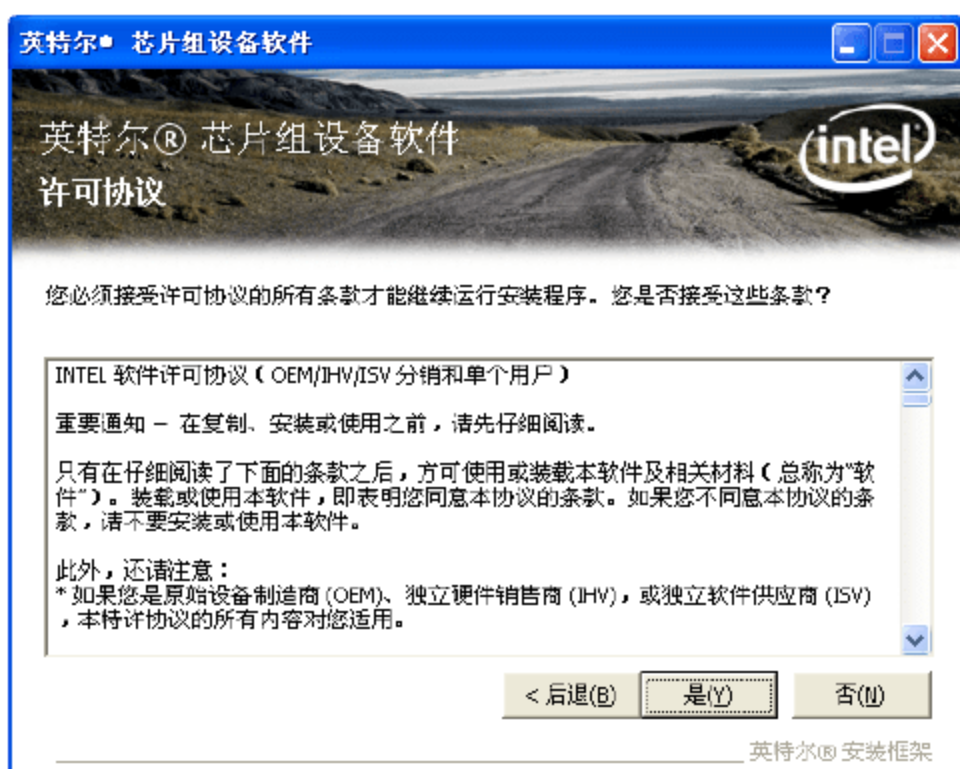 英特尔® 芯片组设备软件
英特尔® 芯片组设备软件
intel
许可协议
您必须接受许可协议的所有条款才能继续运行安装程序。您是否接受这些条款?
INTEL 软件许可协议 ( OEM/IHV/ISV 分销和单个用户 )
重要通知 – 在复制、安装或使用之前，请先仔细阅读。
只有在仔细阅读了下面的条款之后，方可使用或装载本软件及相关材料 ( 总称为“软
件” ) 。装载或使用本软件，即表明您同意本协议的条款。如果您不同意本协议的条
款，请不要安装或使用本软件。
此外，还请注意：
* 如果您是原始设备制造商 (OEM)、独立硬件销售商 (IHV)，或独立软件供应商 (ISV)
，本特许协议的所有内容对您适用。
< 后退(B) 是(Y) 否(N)
英特尔® 安装框架